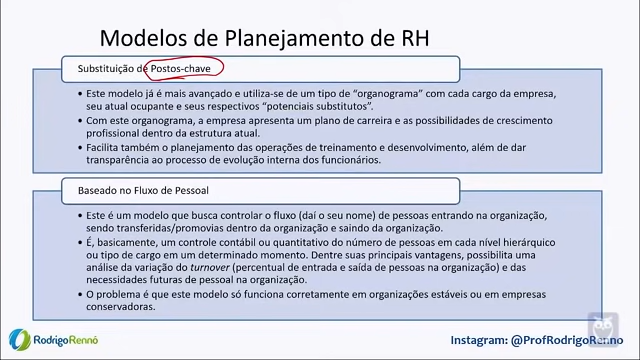 Modelos de Planejamento de RH
Substituição de Postos-chave
• Este modelo já é mais avançado e utiliza-se de um tipo de “organograma” com cada cargo da empresa,
seu atual ocupante e seus respectivos “potenciais substitutos”.
• Com este organograma, a empresa apresenta um plano de carreira e as possibilidades de crescimento
profissional dentro da estrutura atual.
• Facilita também o planejamento das operações de treinamento e desenvolvimento, além de dar
transparência ao processo de evolução interna dos funcionários.
Baseado no Fluxo de Pessoal
• Este é um modelo que busca controlar o fluxo (daí o seu nome) de pessoas entrando na organização,
sendo transferidas/promovias dentro da organização e saindo da organização.
• É, basicamente, um controle contábil ou quantitativo do número de pessoas em cada nível hierárquico
ou tipo de cargo em um determinado momento. Dentre suas principais vantagens, possibilita uma
análise da variação do turnover (percentual de entrada e saída de pessoas na organização) e das
necessidades futuras de pessoal na organização.
• O problema é que este modelo só funciona corretamente em organizações estáveis ou em empresas
conservadoras.
RodrigoRennó
Instagram: @ProfRodrigoRenno